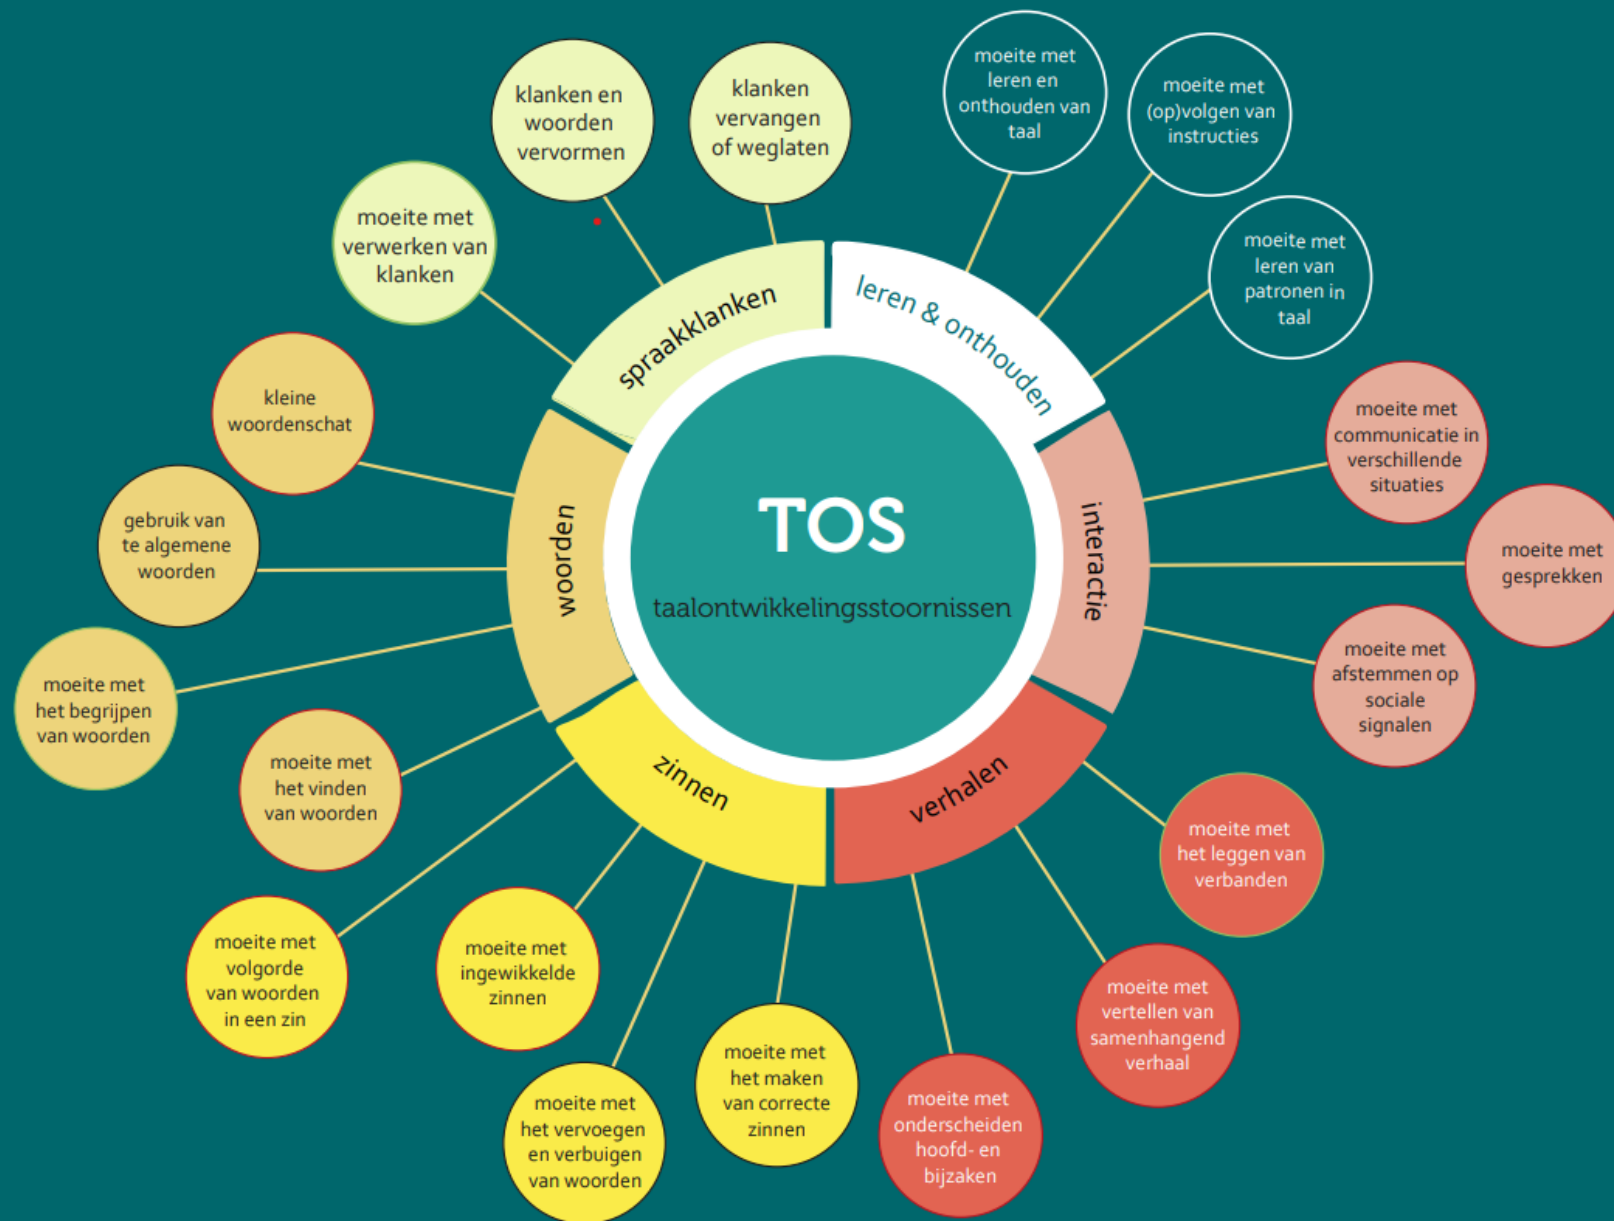 TOS
taalontwikkelingsstoornissen
spraakklanken
klanken en
woorden
vervormen
klanken
vervangen
of weglaten
moeite met
verwerken van
klanken
leren & onthouden
moeite met
leren en
onthouden van
taal
moeite met
(op)volgen van
instructies
moeite met
leren van
patronen in
taal
interactie
moeite met
communicatie in
verschillende
situaties
moeite met
gesprekken
moeite met
afstemmen op
sociale
signalen
verhalen
moeite met
het leggen van
verbanden
moeite met
vertellen van
samenhangend
verhaal
moeite met
onderscheiden
hoofd- en
bijzaken
zinnen
moeite met
het maken
van correcte
zinnen
moeite met
het vervoegen
en verbuigen
van woorden
moeite met
ingewikkelde
zinnen
moeite met
volgorde
van woorden
in een zin
woorden
moeite met
het vinden
van woorden
moeite met
het begrijpen
van woorden
gebruik van
te algemene
woorden
kleine
woordenschat